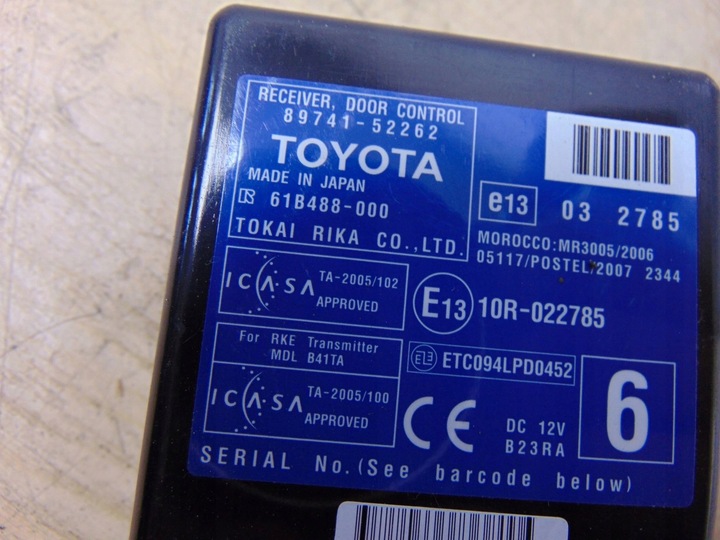 RECEIVER, DOOR CONTROL
89741-52262
TOYOTA
MADE IN JAPAN
61B488-000
TOKAI RIKA CO.,LTD.
e13 03 2785
MOROCCO:MR3005/2006
05117/POSTEL/2007 2344
ICASA TA-2005/102
APPROVED
E13 10R-022785
For RKE Transmitter
MDL B41TA
ETC094LPD0452
ICASA TA-2005/100
APPROVED
CE DC 12V
B23RA
6
SERIAL No.(See barcode below)